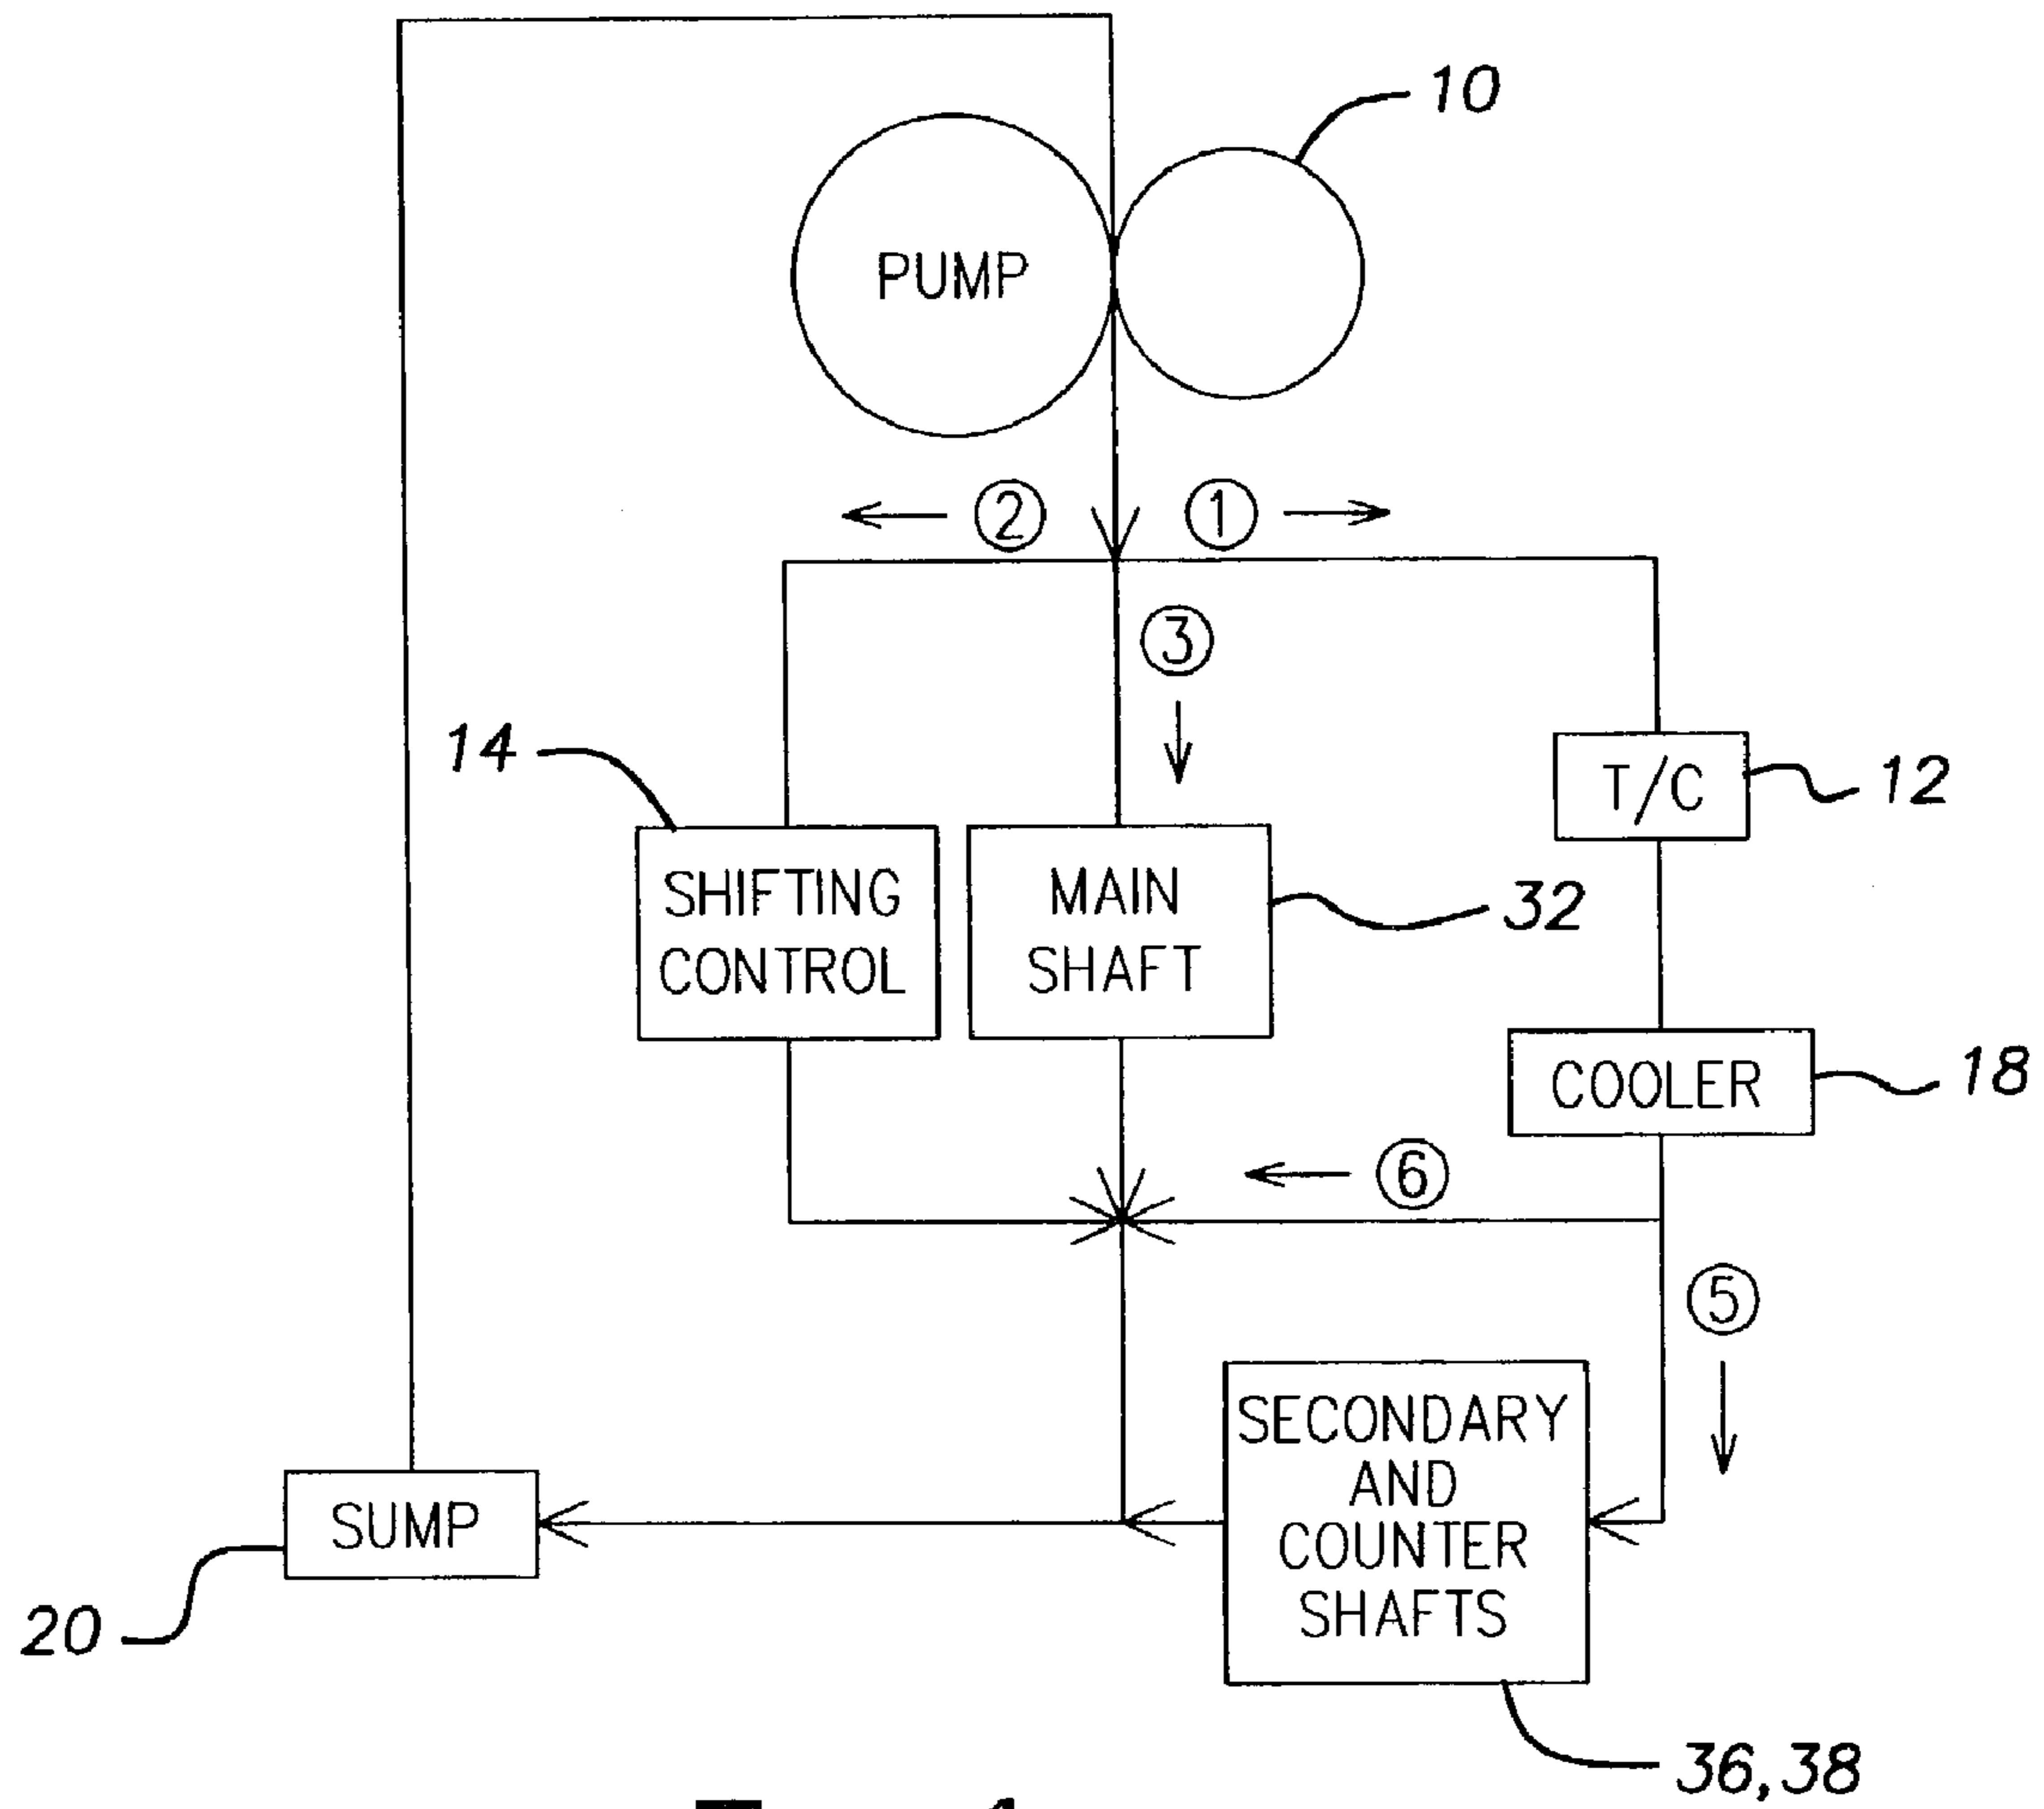 10
PUMP
② ①
③
14
T/C
12
SHIFTING
CONTROL
MAIN
SHAFT
32
COOLER
18
⑥
⑤
SECONDARY
AND
COUNTER
SHAFTS
SUMP
20
36,38